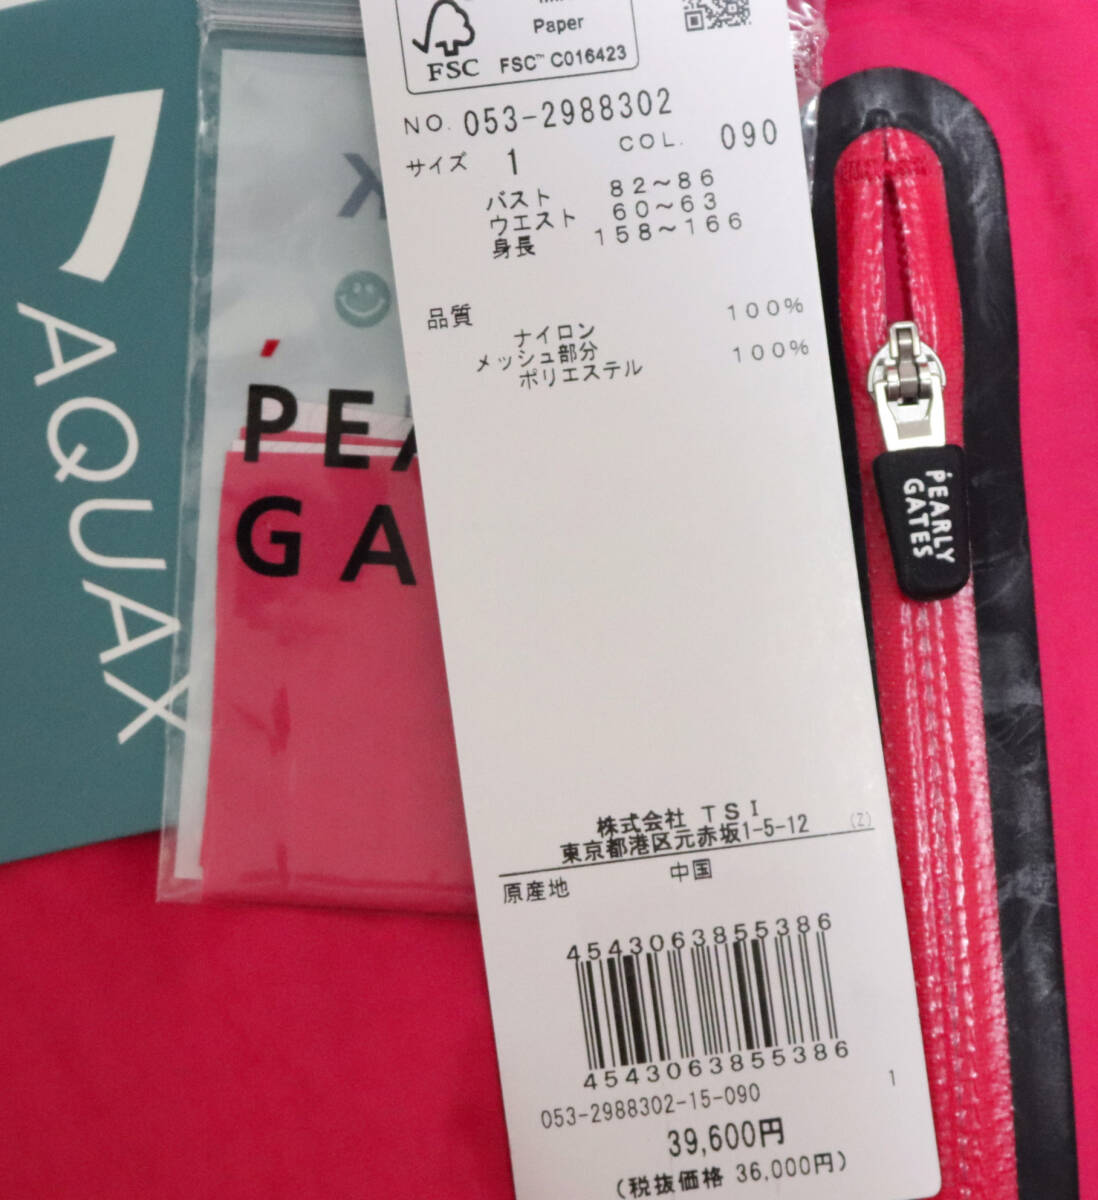 Paper
FSC
FSC™ C016423
NO. 053-2988302
COL. 090
サイズ 1
バスト 82～86
ウエスト 60～63
身長 158～166
品質
ナイロン 100%
メッシュ部分
ポリエステル 100%
株式会社 TSI
東京都港区元赤坂1-5-12 (Z)
原産地 中国
4543063855386
4543063855386
053-2988302-15-090 1
39,600円
(税抜価格 36,000円)
AQUAX
PEA
GA
PEARLY
GATES